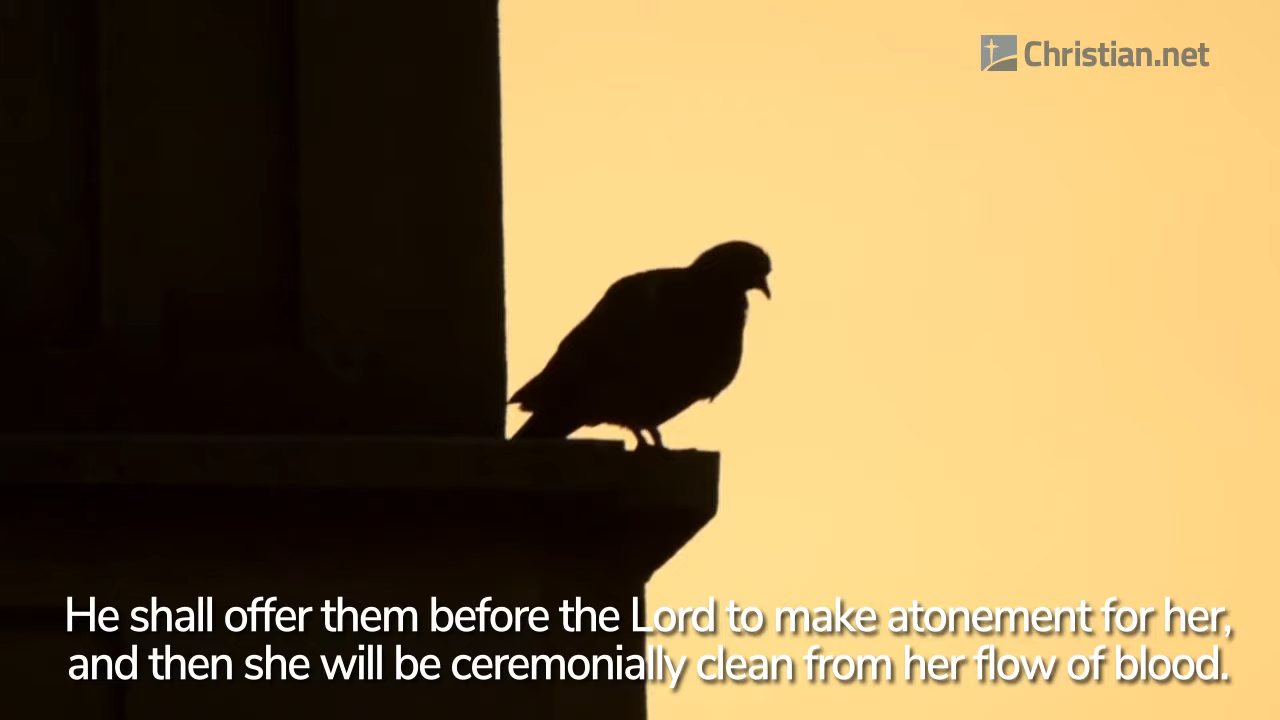 Christian.net
He shall offer them before the Lord to make atonement for her,
and then she will be ceremonially clean from her flow of blood.